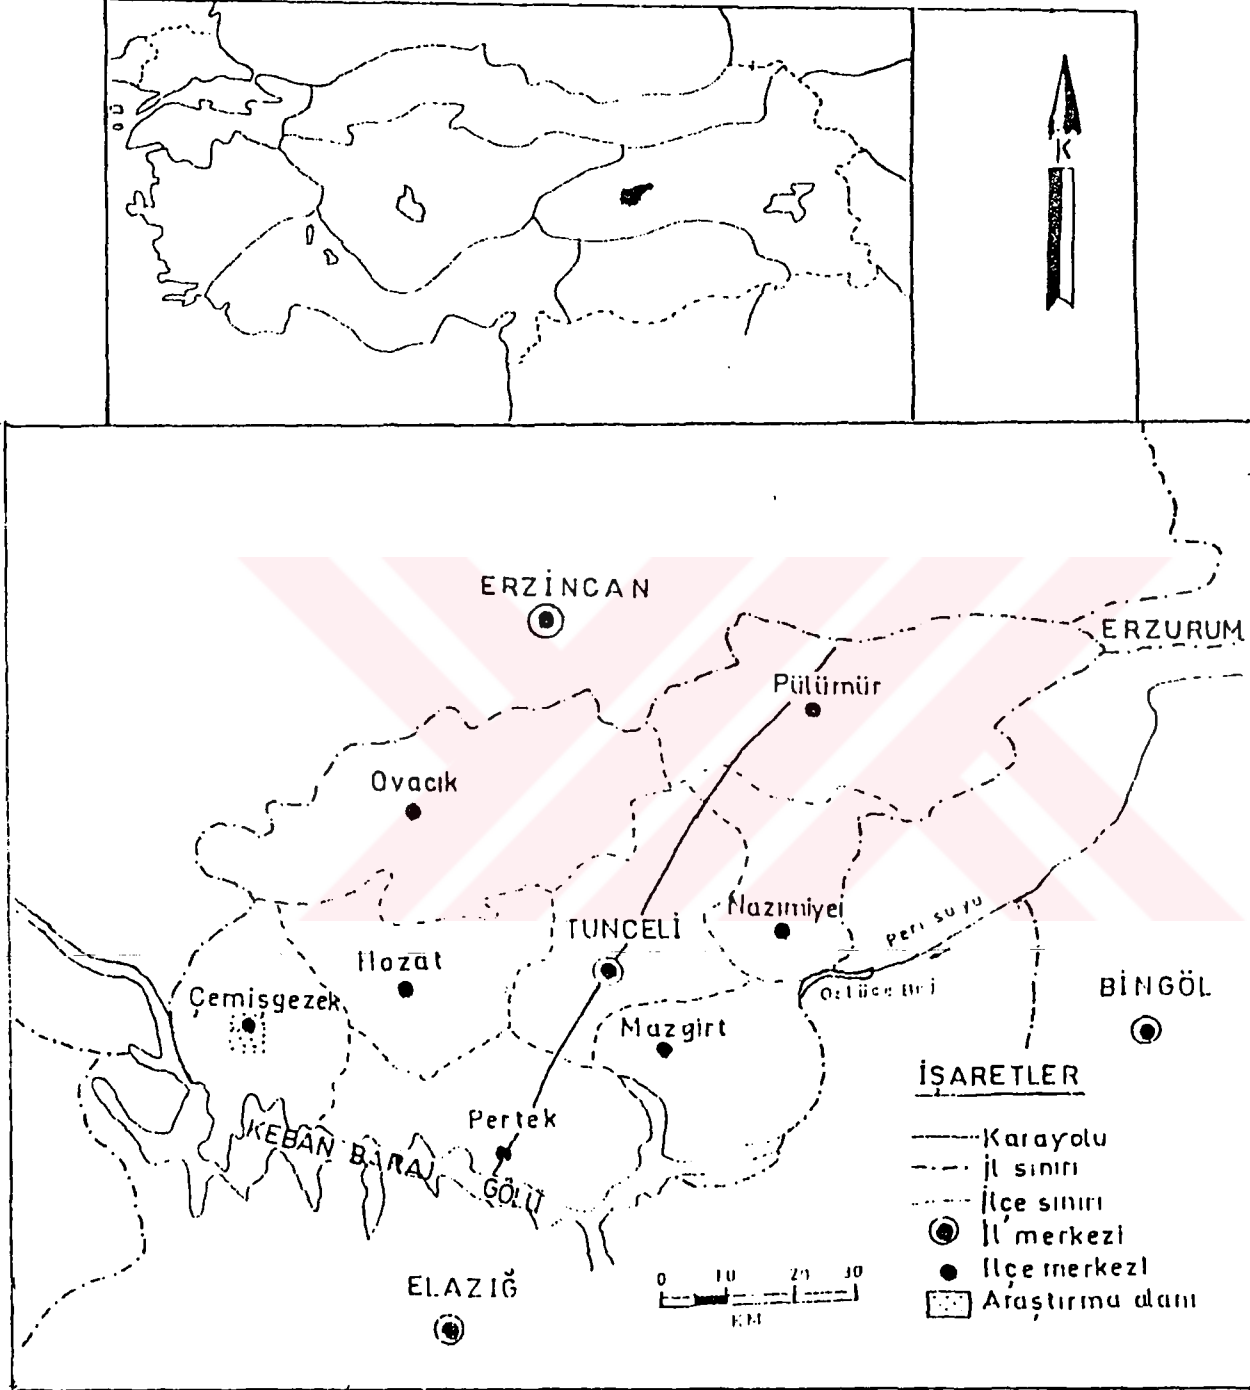 K
ERZİNCAN
ERZURUM
Pülümür
Ovacık
Nazımiye
TUNCELİ
Peri suyu
Hozat
BİNGÖL
Çemişgezek
Mazgirt
İŞARETLER
Pertek
KEBAN BARAJ
GÖLÜ
Karayolu
İl sınırı
İlçe sınırı
İl merkezi
İlçe merkezi
Araştırma alanı
ELAZIĞ
0 10 20 30
KM